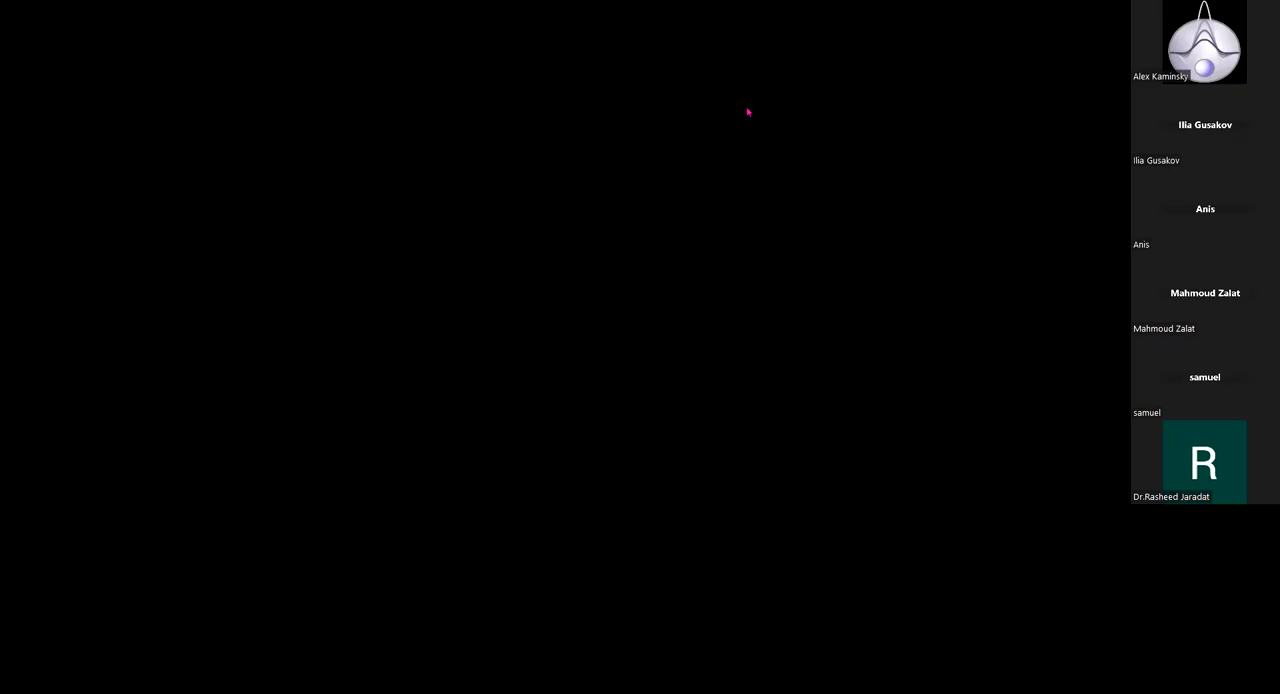 Alex Kaminsky
Ilia Gusakov
Ilia Gusakov
Anis
Anis
Mahmoud Zalat
Mahmoud Zalat
samuel
samuel
R
Dr.Rasheed Jaradat